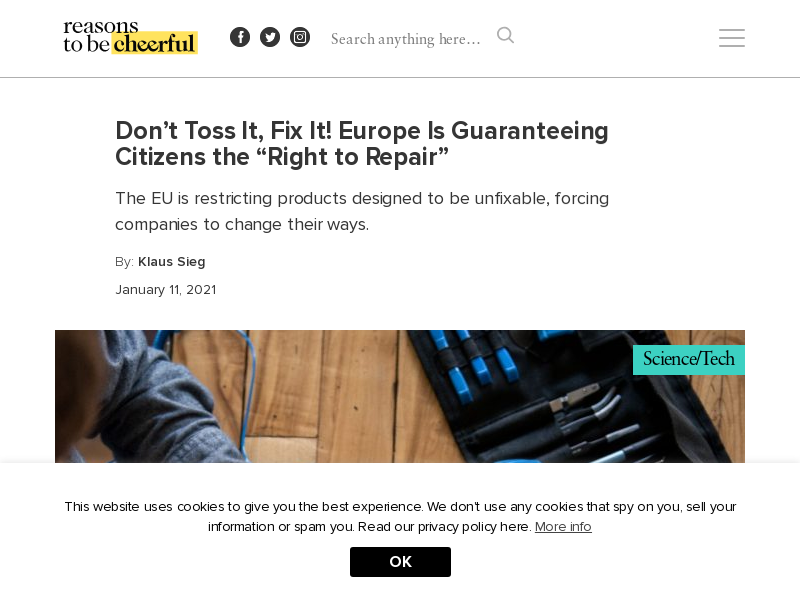 reasons
to be cheerful
Search anything here...
Don’t Toss It, Fix It! Europe Is Guaranteeing
Citizens the “Right to Repair”
The EU is restricting products designed to be unfixable, forcing
companies to change their ways.
By: Klaus Sieg
January 11, 2021
Science/Tech
This website uses cookies to give you the best experience. We don't use any cookies that spy on you, sell your
information or spam you. Read our privacy policy here. More info
OK